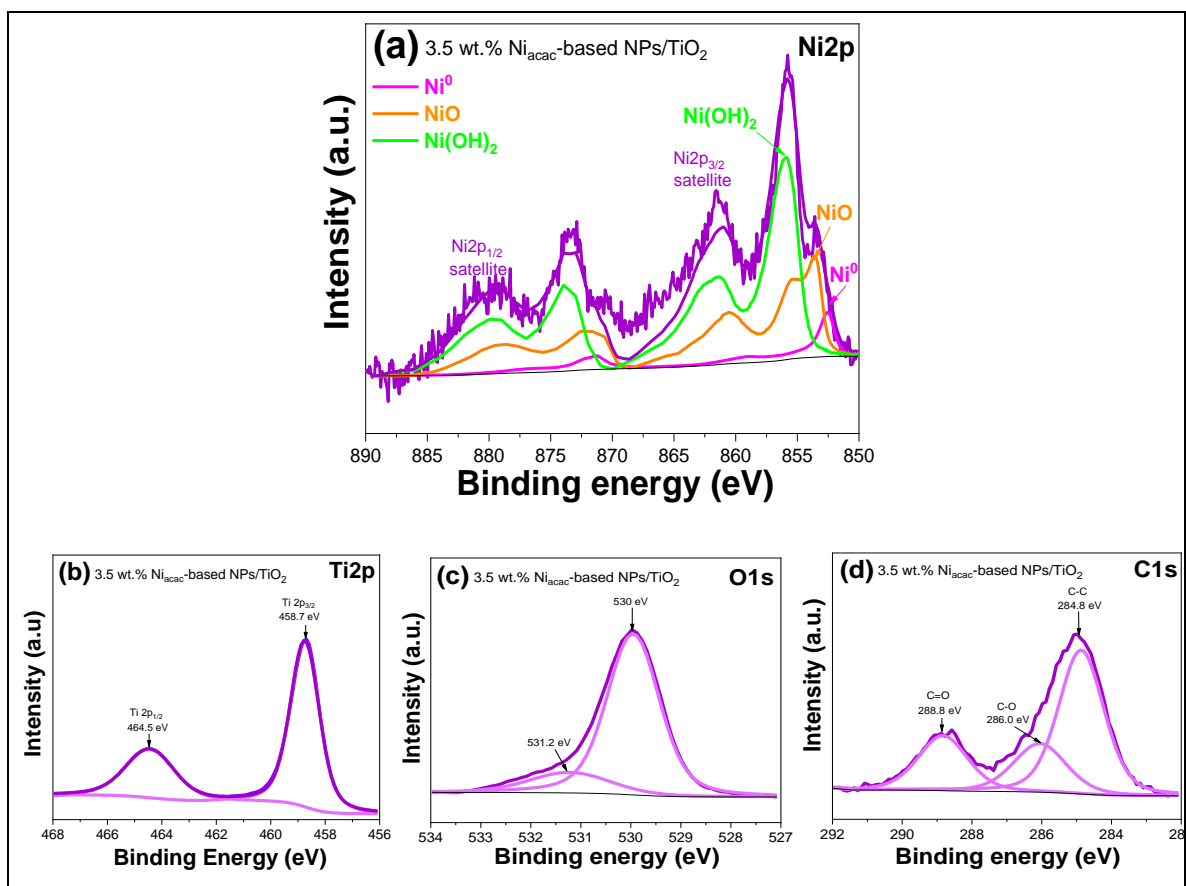 (a) 3.5 wt.% Ni_acac-based NPs/TiO₂ Ni2p
Ni⁰
NiO
Ni(OH)₂
Ni(OH)₂
Ni2p₃/₂
satellite
NiO
Ni2p₁/₂
satellite
Ni⁰
Intensity (a.u.)
890 885 880 875 870 865 860 855 850
Binding energy (eV)
(b) 3.5 wt.% Ni_acac-based NPs/TiO₂ Ti2p
Ti 2p₃/₂
458.7 eV
Ti 2p₁/₂
464.5 eV
Intensity (a.u.)
468 466 464 462 460 458 456
Binding Energy (eV)
(c) 3.5 wt.% Ni_acac-based NPs/TiO₂ O1s
530 eV
531.2 eV
Intensity (a.u.)
534 533 532 531 530 529 528 527
Binding energy (eV)
(d) 3.5 wt.% Ni_acac-based NPs/TiO₂ C1s
C-C
284.8 eV
C=O
288.8 eV
C-O
286.0 eV
Intensity (a.u.)
292 290 288 286 284 28
Binding energy (eV)